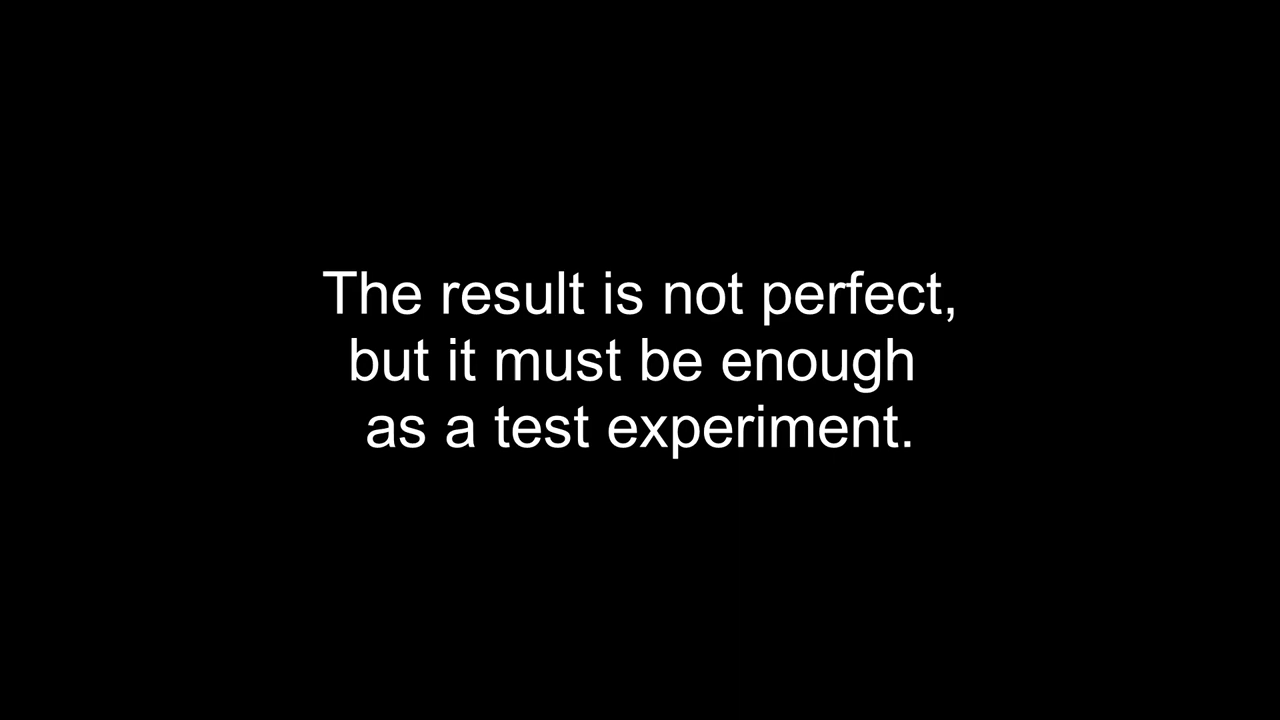 The result is not perfect,
but it must be enough
as a test experiment.